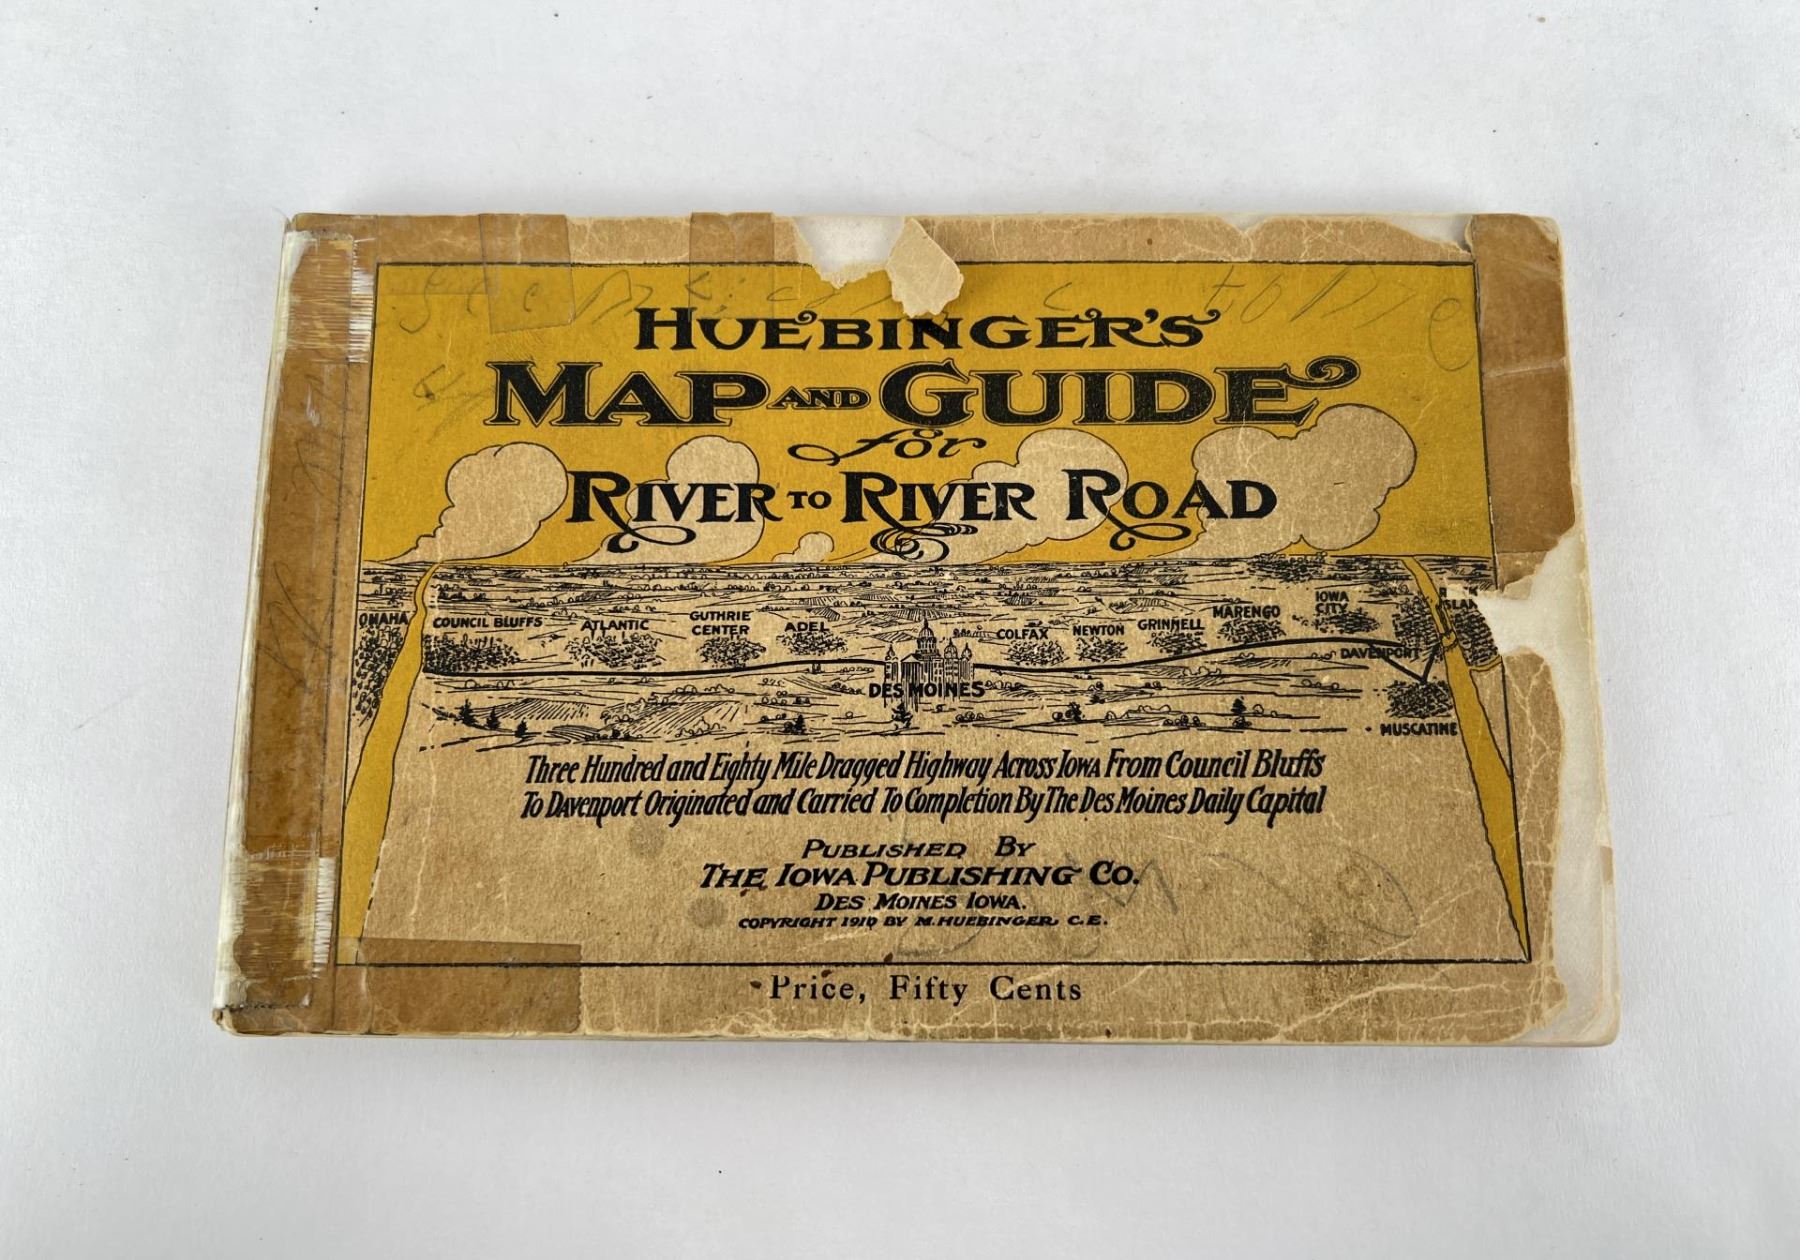 HUEBINGER'S
MAP AND GUIDE
for
RIVER TO RIVER ROAD
OMAHA
COUNCIL BLUFFS
ATLANTIC
GUTHRIE
CENTER
ADEL
DES MOINES
COLFAX
NEWTON
GRINNELL
MARENGO
IOWA
CITY
DAVENPORT
MUSCATINE
Three Hundred and Eighty Mile Dragged Highway Across Iowa From Council Bluffs
To Davenport Originated and Carried To Completion By The Des Moines Daily Capital
PUBLISHED BY
THE IOWA PUBLISHING CO.
DES MOINES IOWA.
COPYRIGHT 1910 BY M. HUEBINGER, C. E.
Price, Fifty Cents